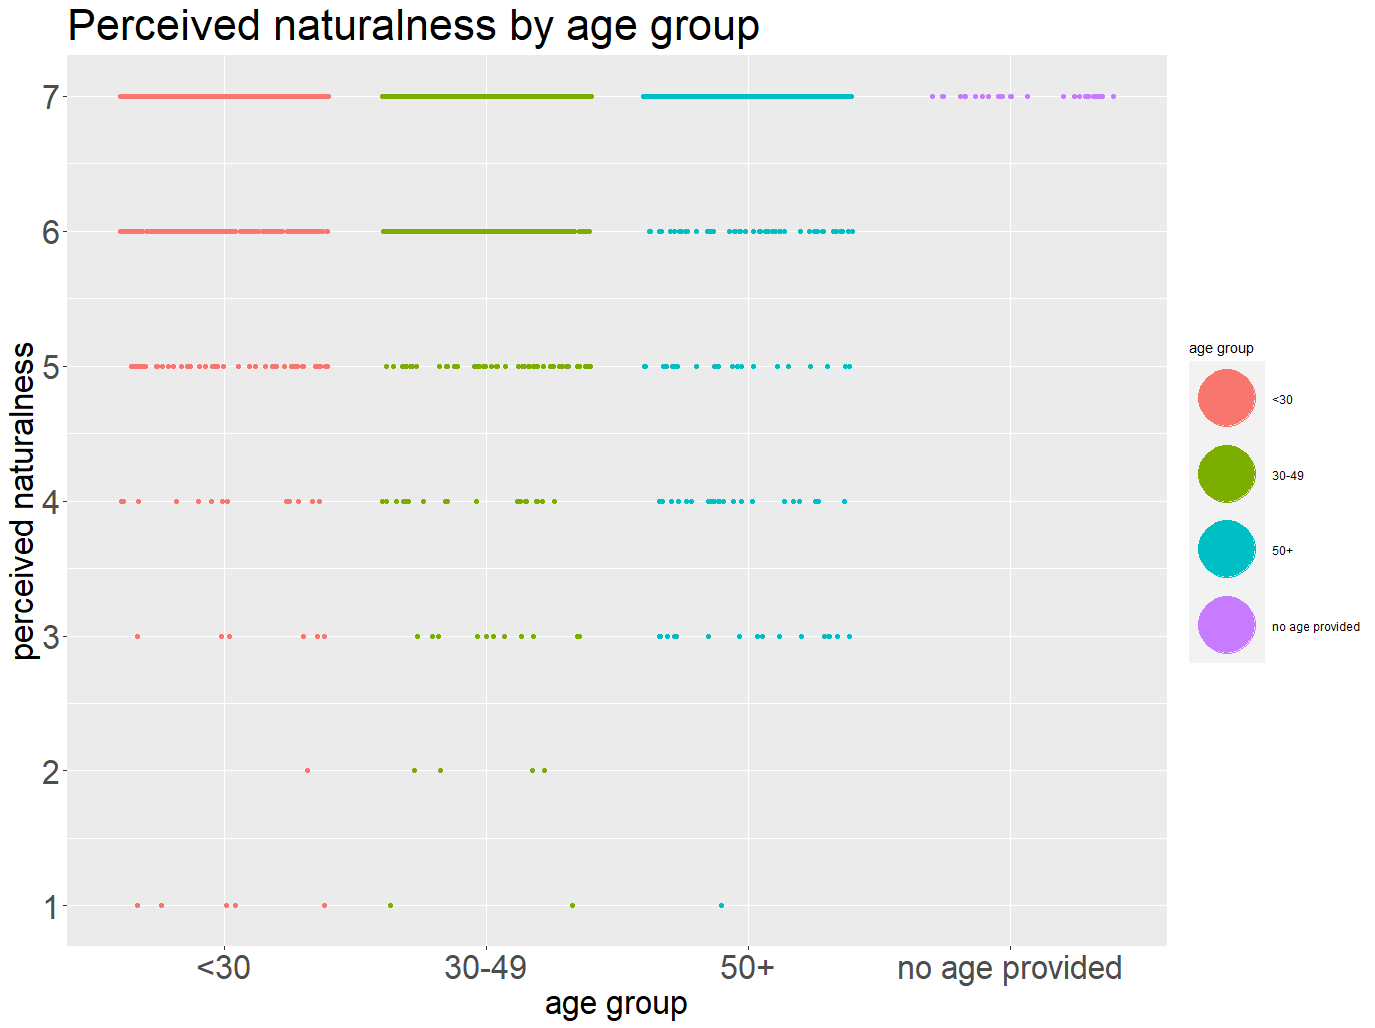 Perceived naturalness by age group
perceived naturalness
7
6
5
4
3
2
1
<30 30-49 50+ no age provided
age group
age group
<30
30-49
50+
no age provided